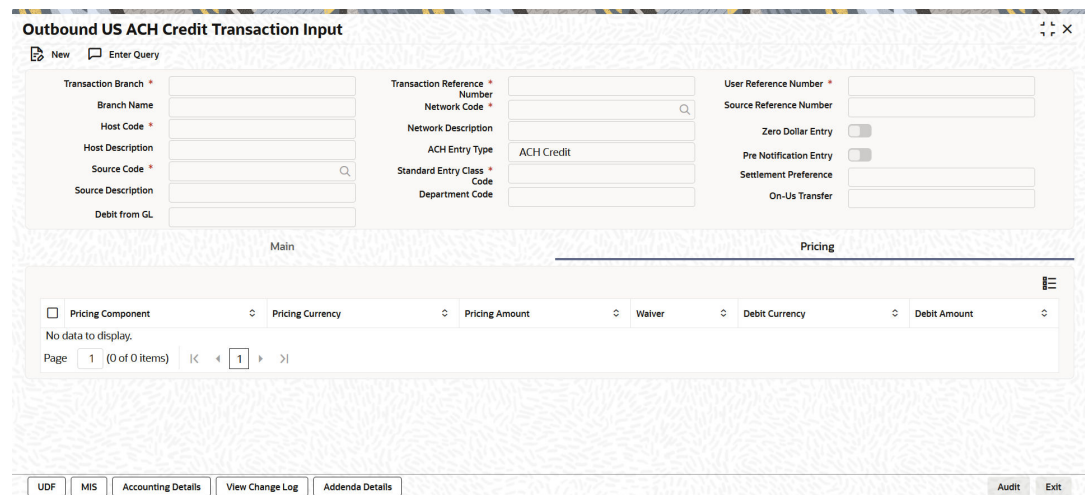 Outbound US ACH Credit Transaction Input
New Enter Query
Transaction Branch *
Branch Name
Host Code *
Host Description
Source Code *
Source Description
Debit from GL
Transaction Reference *
Number
Network Code *
Network Description
ACH Entry Type ACH Credit
Standard Entry Class *
Code
Department Code
User Reference Number *
Source Reference Number
Zero Dollar Entry
Pre Notification Entry
Settlement Preference
On-Us Transfer
Main Pricing
Pricing Component Pricing Currency Pricing Amount Waiver Debit Currency Debit Amount
No data to display.
Page 1 (0 of 0 items) 1
UDF MIS Accounting Details View Change Log Addenda Details Audit Exit